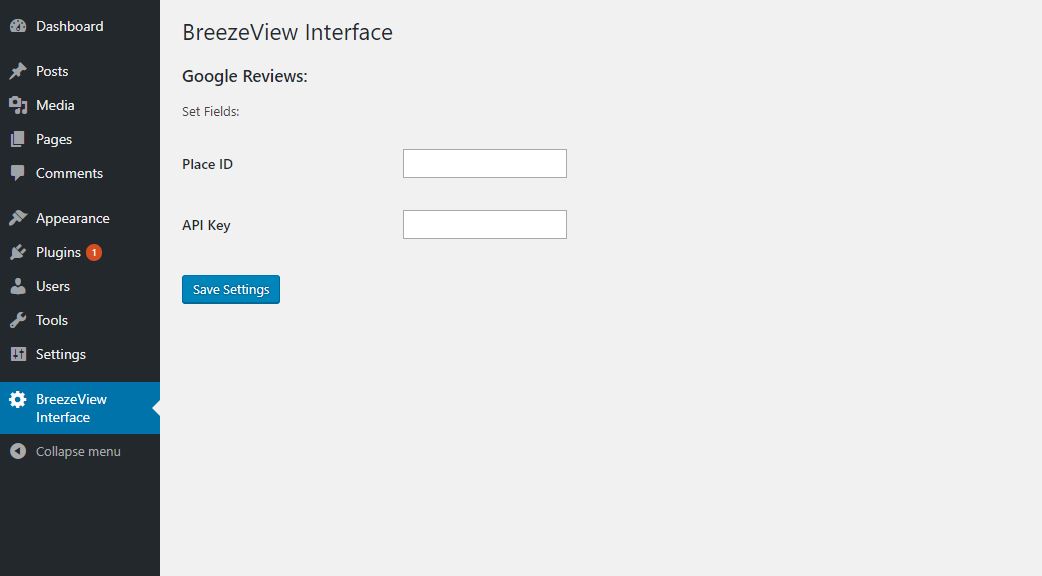 Dashboard
Posts
Media
Pages
Comments
Appearance
Plugins 1
Users
Tools
Settings
BreezeView
Interface
Collapse menu
BreezeView Interface
Google Reviews:
Set Fields:
Place ID
API Key
Save Settings